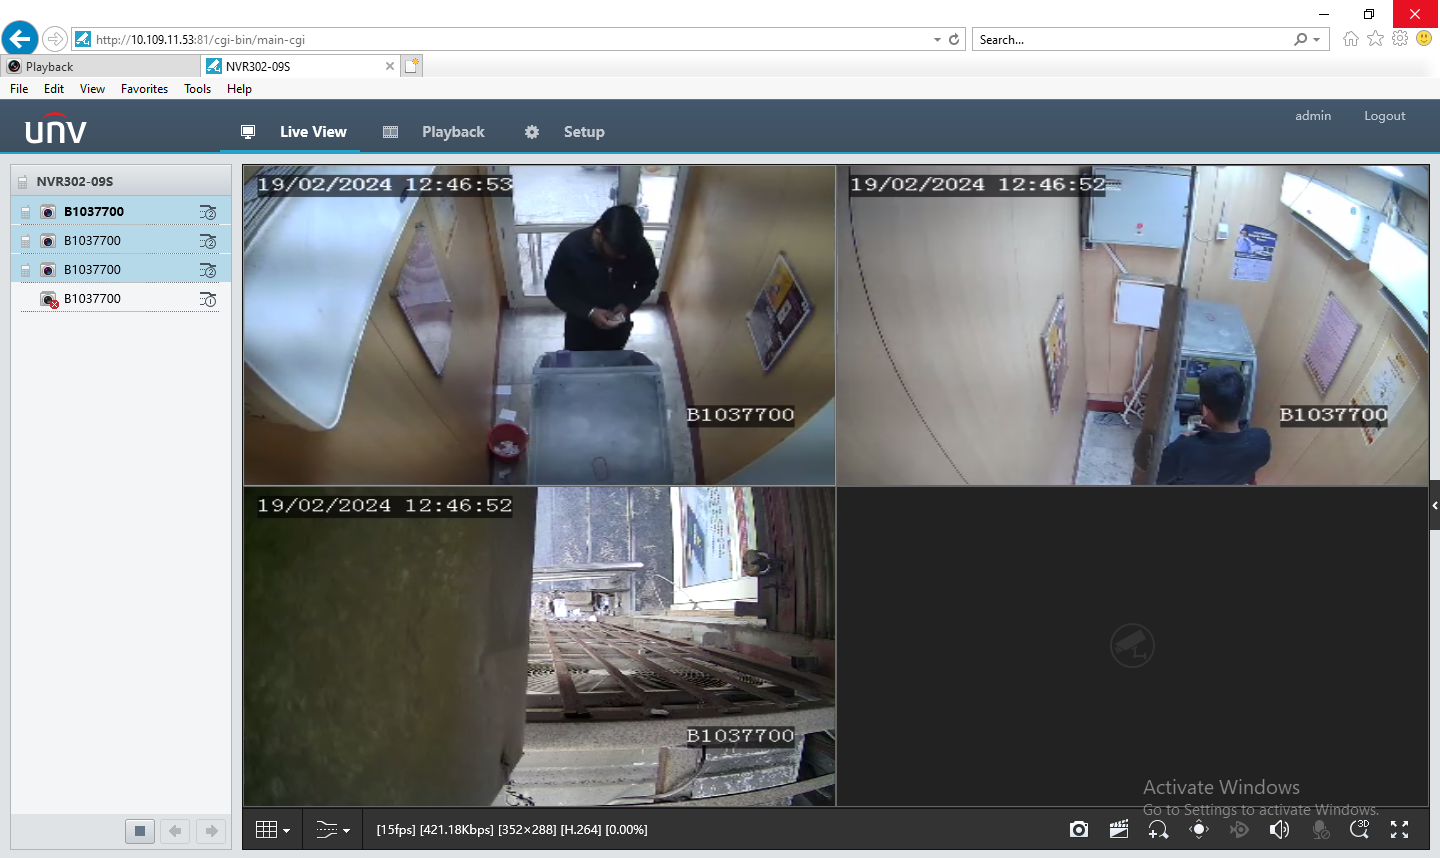 http://10.109.11.53:81/cgi-bin/main-cgi
Search...
Playback
NVR302-09S
File Edit View Favorites Tools Help
unv
Live View
Playback
Setup
admin
Logout
NVR302-09S
B1037700
B1037700
B1037700
B1037700
19/02/2024 12:46:53
B1037700
19/02/2024 12:46:52
B1037700
19/02/2024 12:46:52
B1037700
Activate Windows
Go to Settings to activate Windows.
[15fps] [421.18Kbps] [352×288] [H.264] [0.00%]
3D